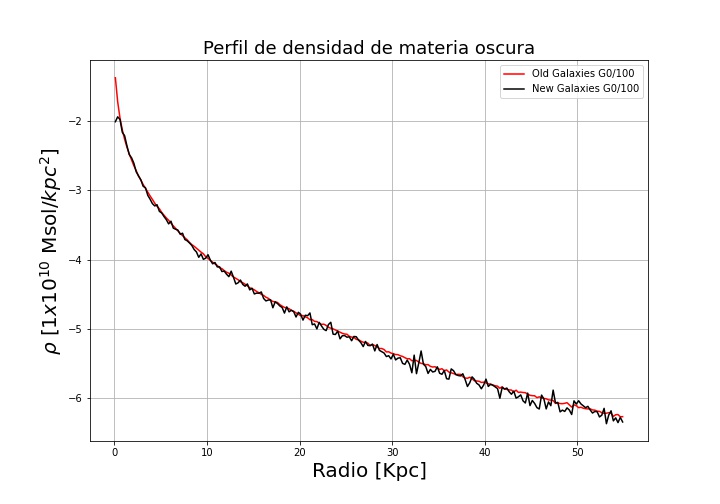 Perfil de densidad de materia oscura
Old Galaxies G0/100
New Galaxies G0/100
ρ [1x10¹⁰ Msol/kpc²]
−2
−3
−4
−5
−6
0 10 20 30 40 50
Radio [Kpc]